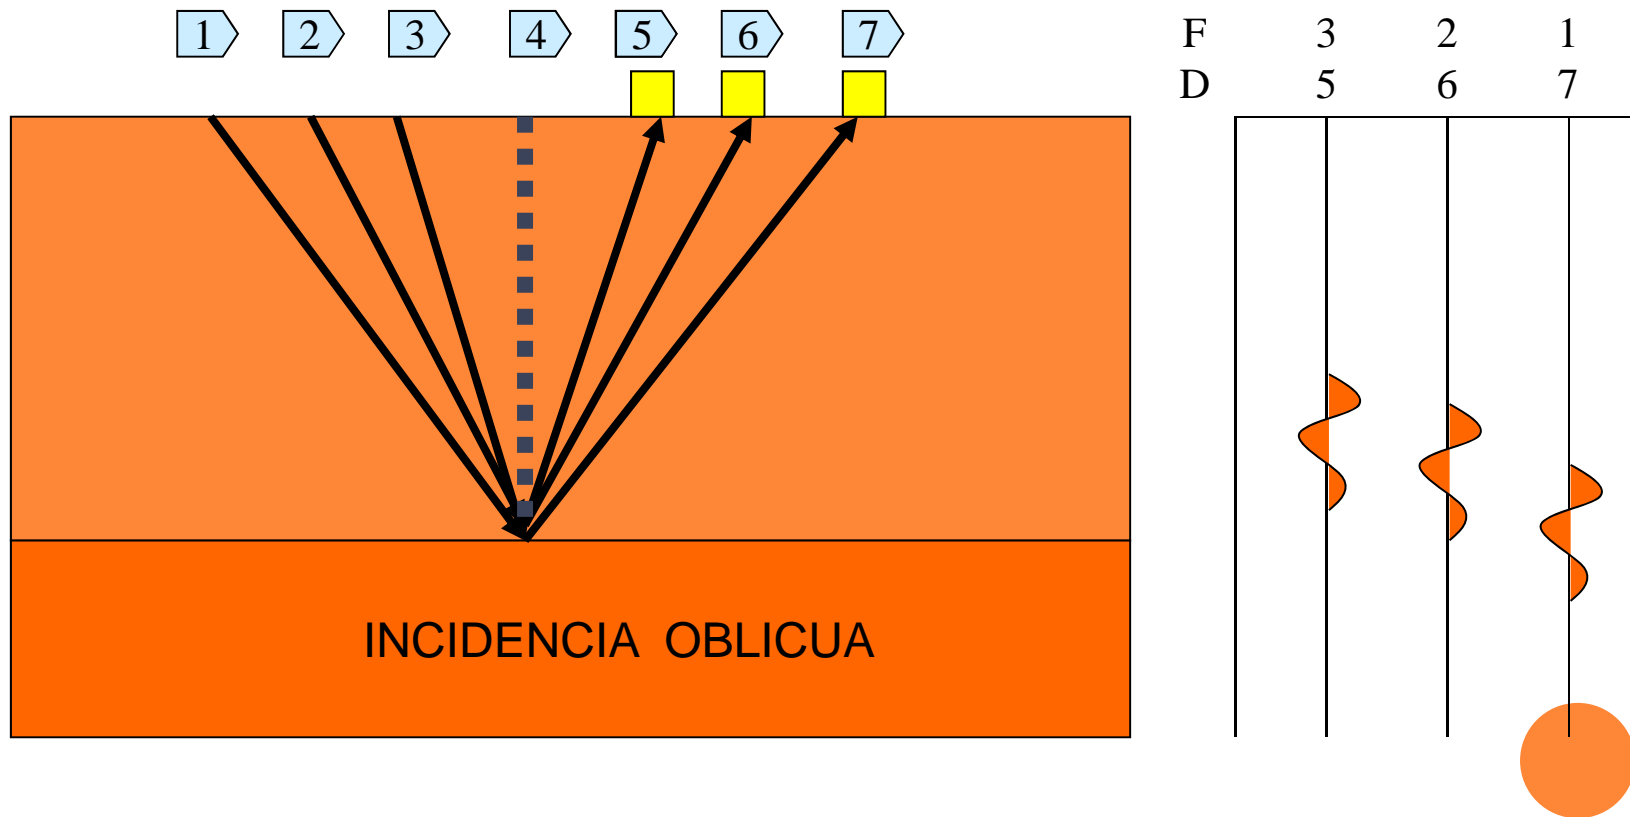 1 2 3 4 5 6 7
F 3 2 1
D 5 6 7
INCIDENCIA OBLICUA